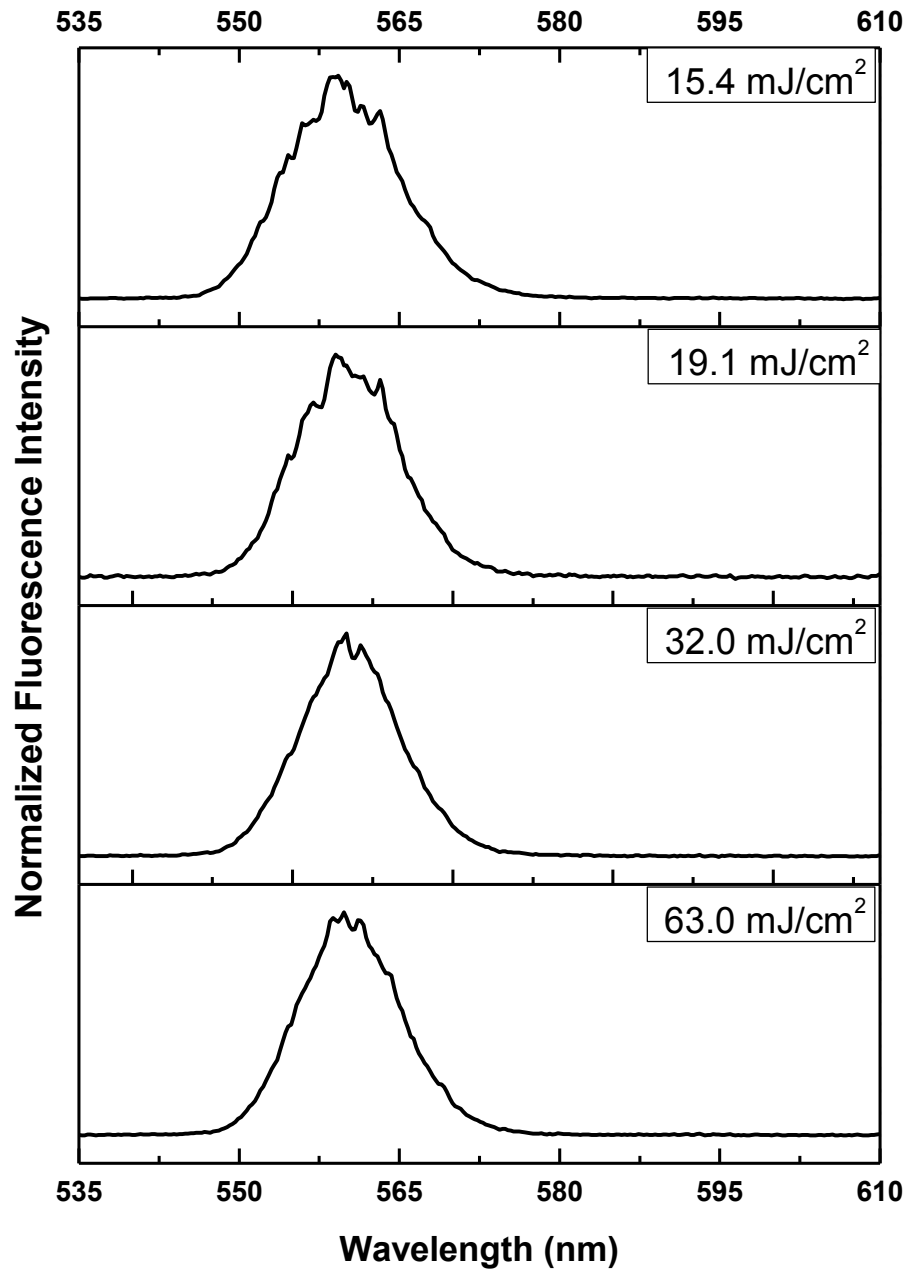 535 550 565 580 595 610
15.4 mJ/cm²
19.1 mJ/cm²
32.0 mJ/cm²
63.0 mJ/cm²
Normalized Fluorescence Intensity
535 550 565 580 595 610
Wavelength (nm)